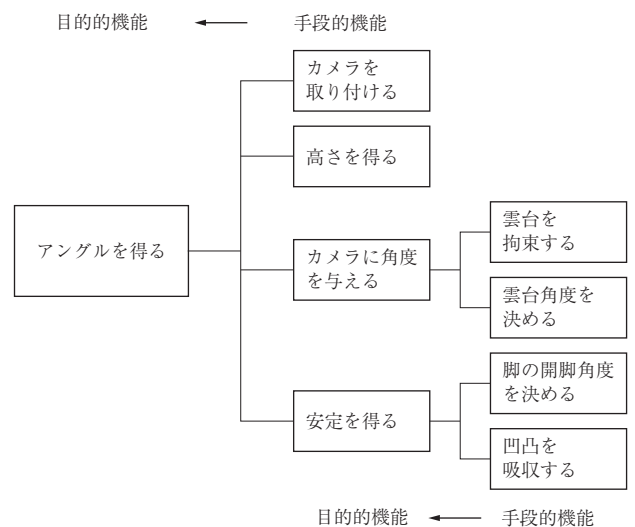 目的的機能 ← 手段的機能
カメラを
取り付ける
高さを得る
アングルを得る
カメラに角度
を与える
雲台を
拘束する
雲台角度を
決める
安定を得る
脚の開脚角度
を決める
凹凸を
吸収する
目的的機能 ← 手段的機能